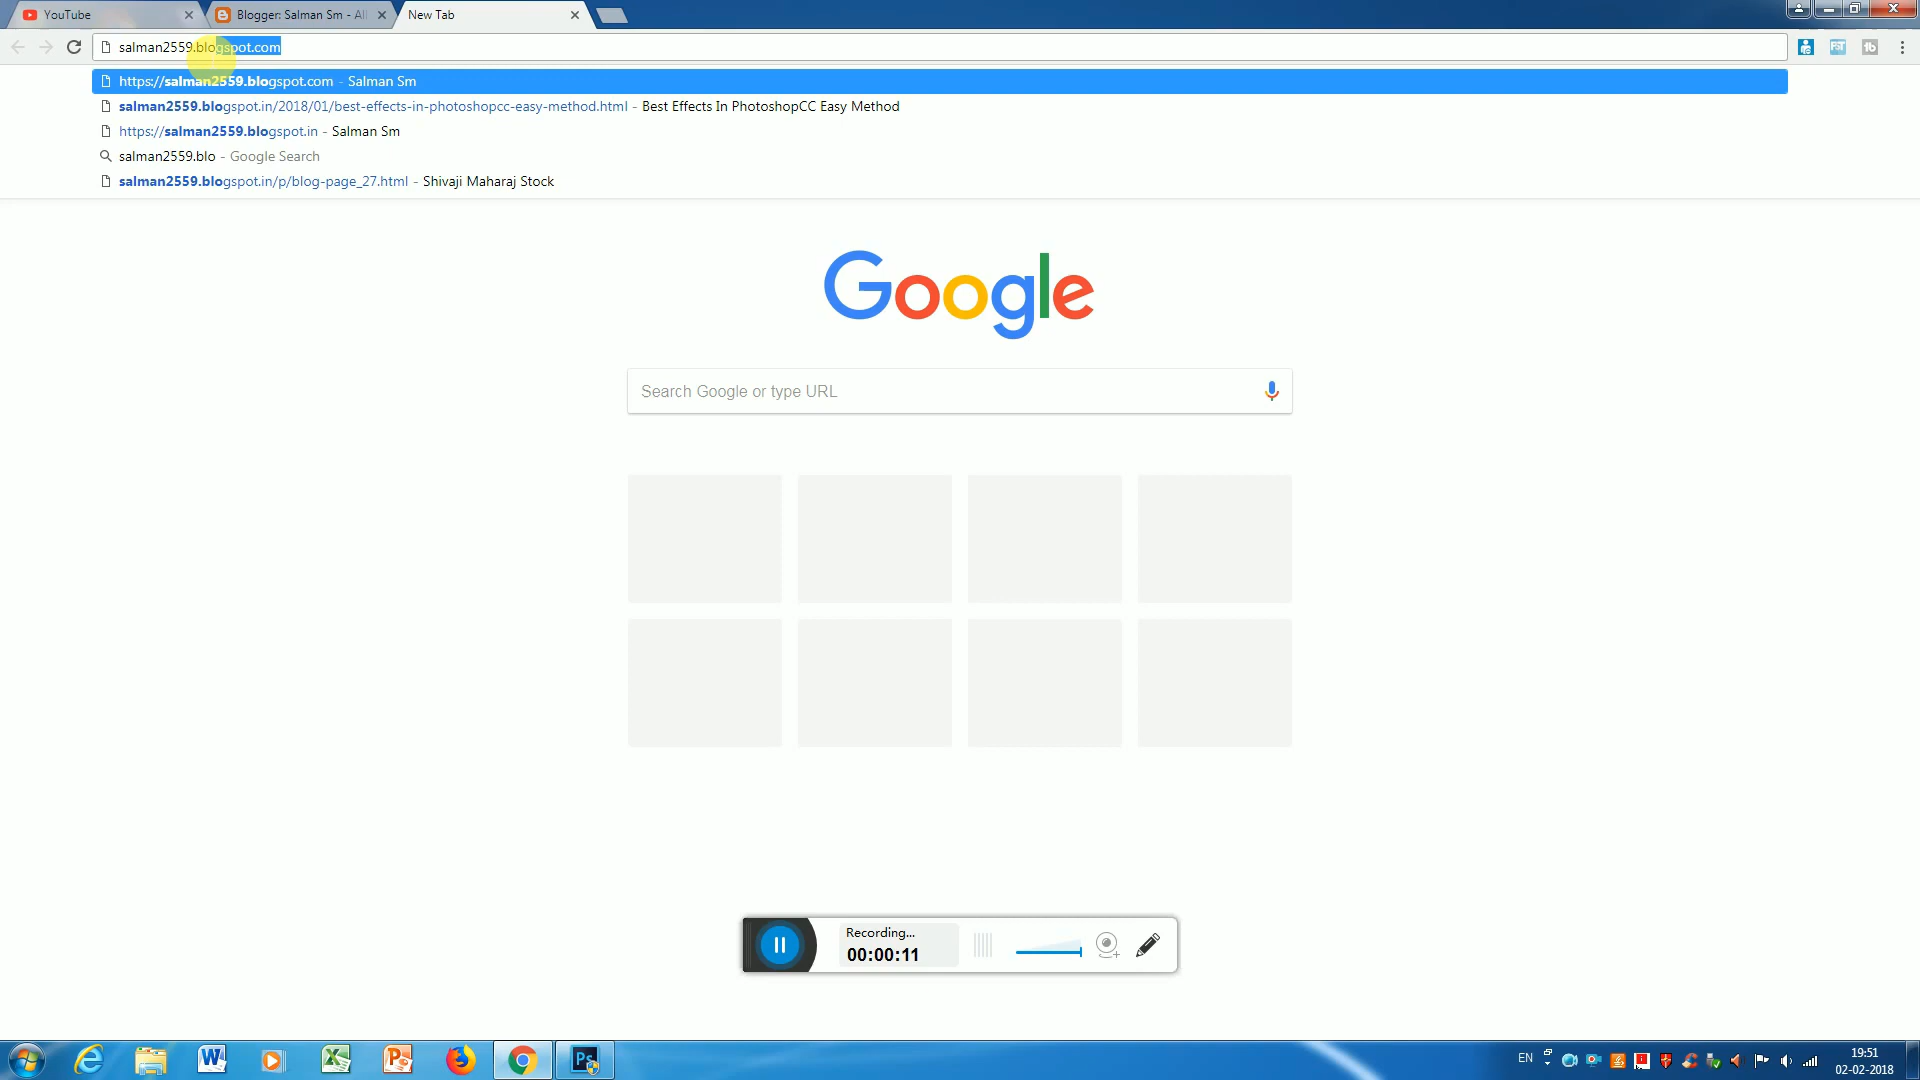 YouTube
Blogger: Salman Sm - All
New Tab
salman2559.blogspot.com
https://salman2559.blogspot.com - Salman Sm
salman2559.blogspot.in/2018/01/best-effects-in-photoshopcc-easy-method.html - Best Effects In PhotoshopCC Easy Method
https://salman2559.blogspot.in - Salman Sm
salman2559.blo - Google Search
salman2559.blogspot.in/p/blog-page_27.html - Shivaji Maharaj Stock
Google
Search Google or type URL
Recording...
00:00:11
EN
19:51
02-02-2018